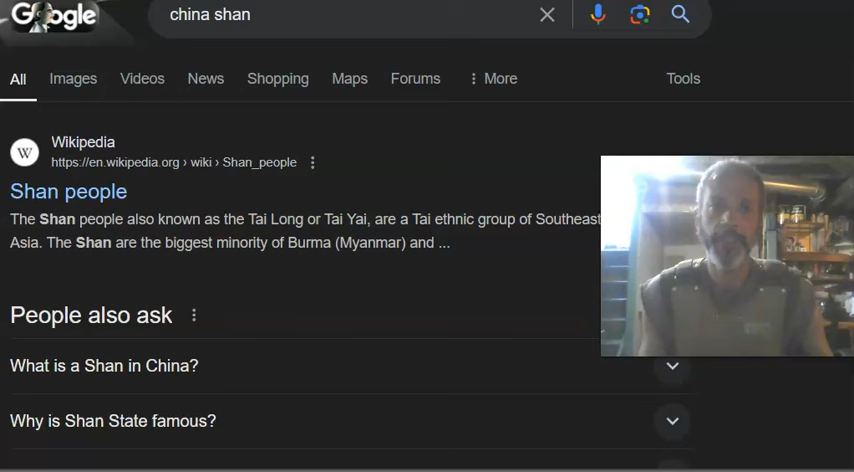 Google
china shan
All Images Videos News Shopping Maps Forums More Tools
W
Wikipedia
https://en.wikipedia.org › wiki › Shan_people
Shan people
The Shan people also known as the Tai Long or Tai Yai, are a Tai ethnic group of Southeast
Asia. The Shan are the biggest minority of Burma (Myanmar) and ...
People also ask
What is a Shan in China?
Why is Shan State famous?